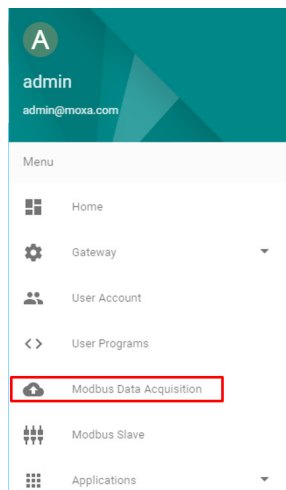 A
admin
admin@moxa.com
Menu
Home
Gateway
User Account
User Programs
Modbus Data Acquisition
Modbus Slave
Applications